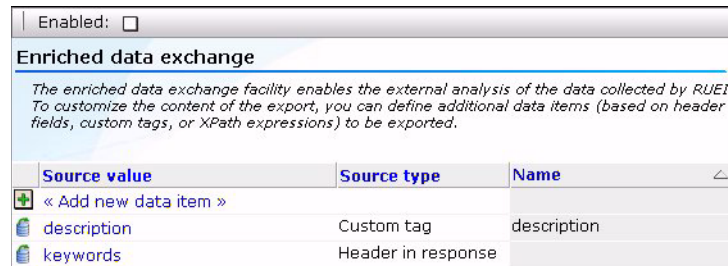 Enabled:
Enriched data exchange
The enriched data exchange facility enables the external analysis of the data collected by RUEI
To customize the content of the export, you can define additional data items (based on header
fields, custom tags, or XPath expressions) to be exported.
Source value Source type Name
« Add new data item »
description Custom tag description
keywords Header in response